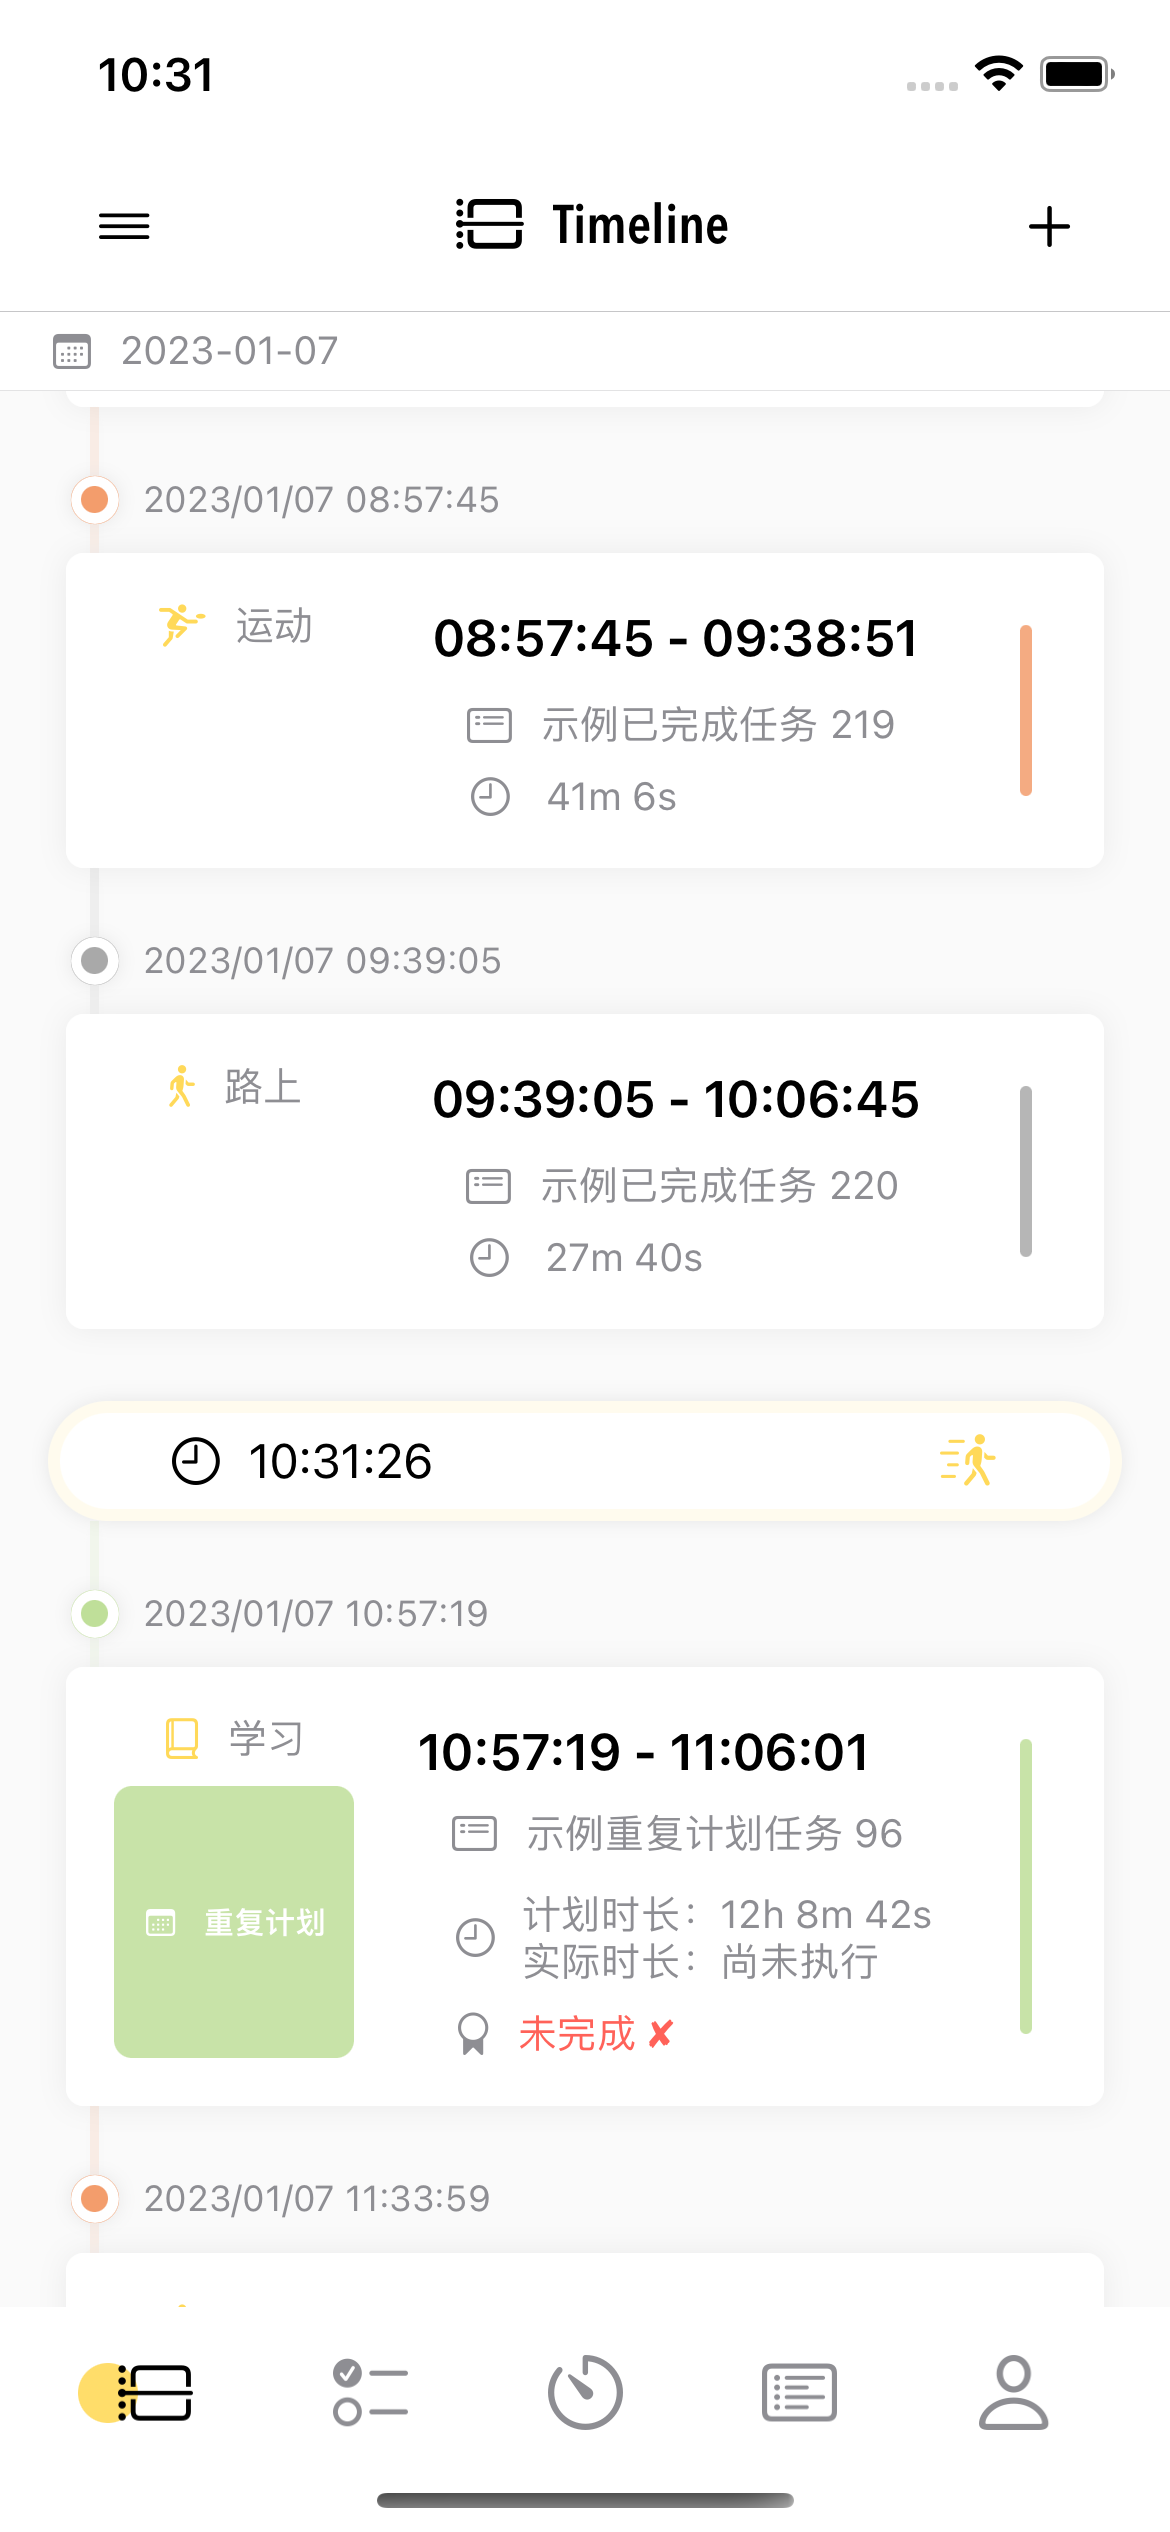 10:31
Timeline
2023-01-07
2023/01/07 08:57:45
运动
08:57:45 - 09:38:51
示例已完成任务 219
41m 6s
2023/01/07 09:39:05
路上
09:39:05 - 10:06:45
示例已完成任务 220
27m 40s
10:31:26
2023/01/07 10:57:19
学习
10:57:19 - 11:06:01
示例重复计划任务 96
重复计划
计划时长：12h 8m 42s
实际时长：尚未执行
未完成 ✘
2023/01/07 11:33:59